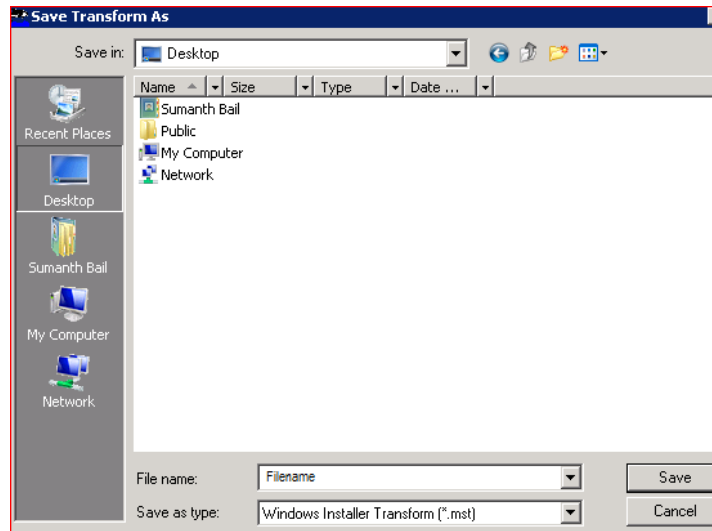 Save Transform As
Save in: Desktop
Name Size Type Date ...
Sumanth Bail
Public
My Computer
Network
Recent Places
Desktop
Sumanth Bail
My Computer
Network
File name: Filename Save
Save as type: Windows Installer Transform (*.mst) Cancel